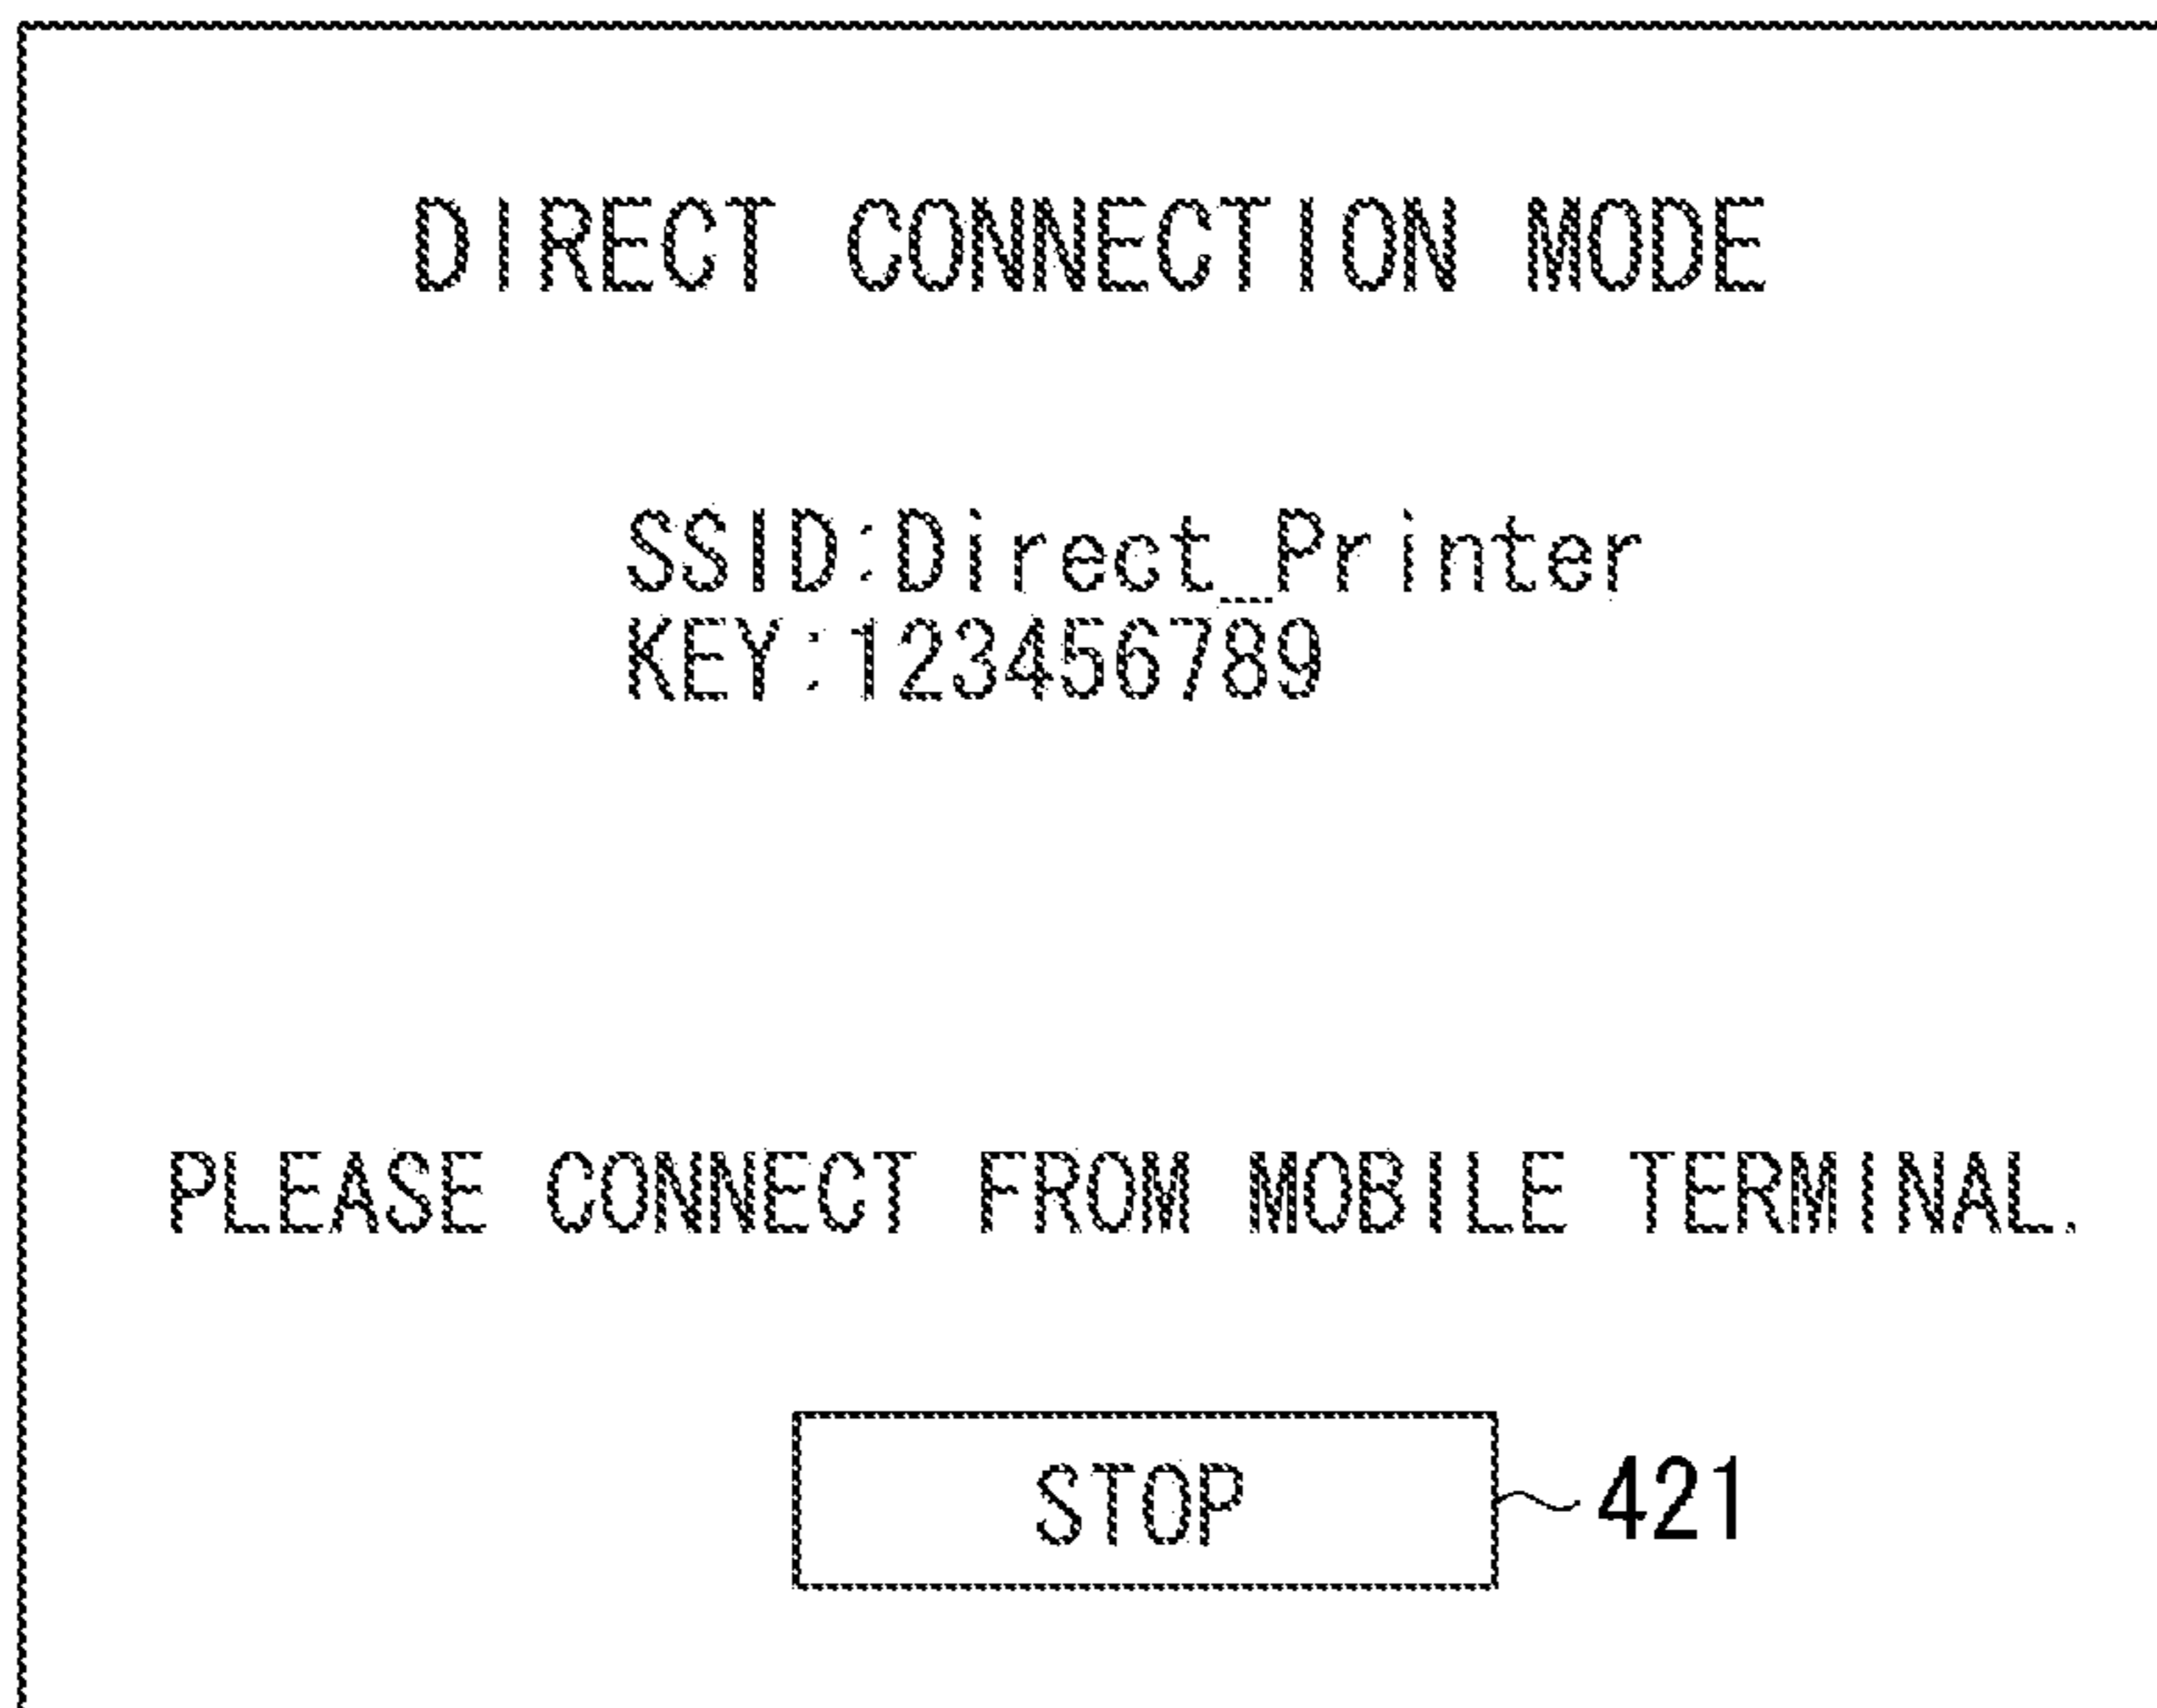 DIRECT CONNECTION MODE
SSID:Direct_Printer
KEY:123456789
PLEASE CONNECT FROM MOBILE TERMINAL.
STOP 421